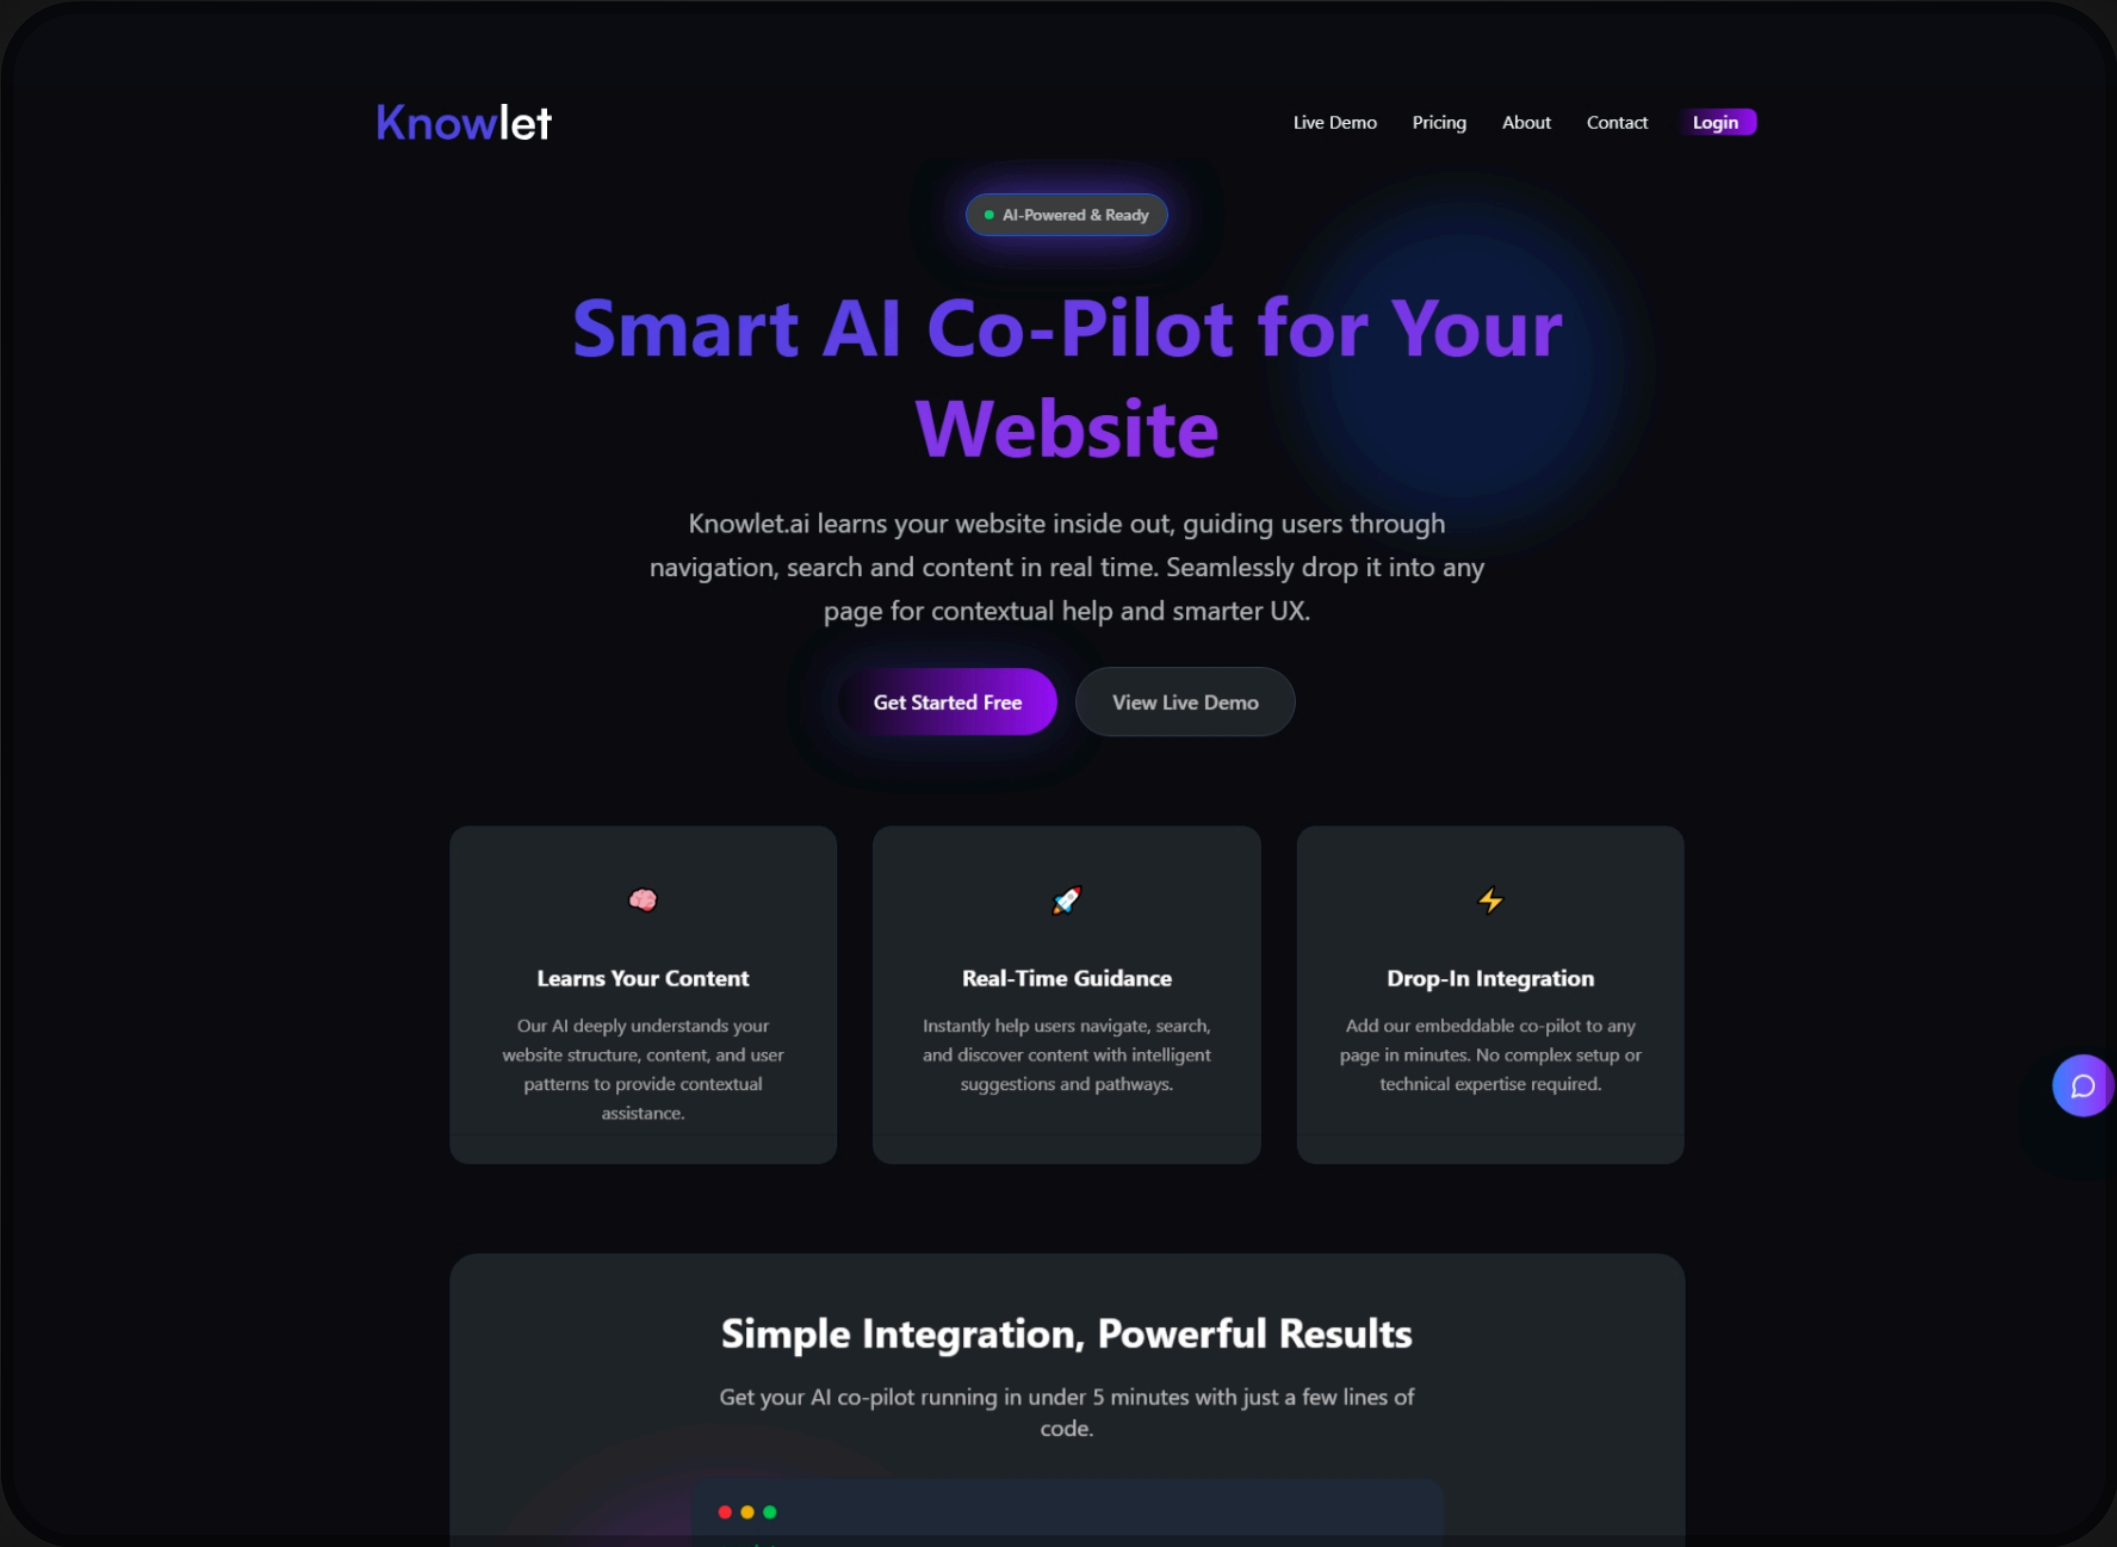 Knowlet
Live Demo
Pricing
About
Contact
Login
AI-Powered & Ready
Smart AI Co-Pilot for Your
Website
Knowlet.ai learns your website inside out, guiding users through
navigation, search and content in real time. Seamlessly drop it into any
page for contextual help and smarter UX.
Get Started Free
View Live Demo
Learns Your Content
Our AI deeply understands your
website structure, content, and user
patterns to provide contextual
assistance.
Real-Time Guidance
Instantly help users navigate, search,
and discover content with intelligent
suggestions and pathways.
Drop-In Integration
Add our embeddable co-pilot to any
page in minutes. No complex setup or
technical expertise required.
Simple Integration, Powerful Results
Get your AI co-pilot running in under 5 minutes with just a few lines of
code.